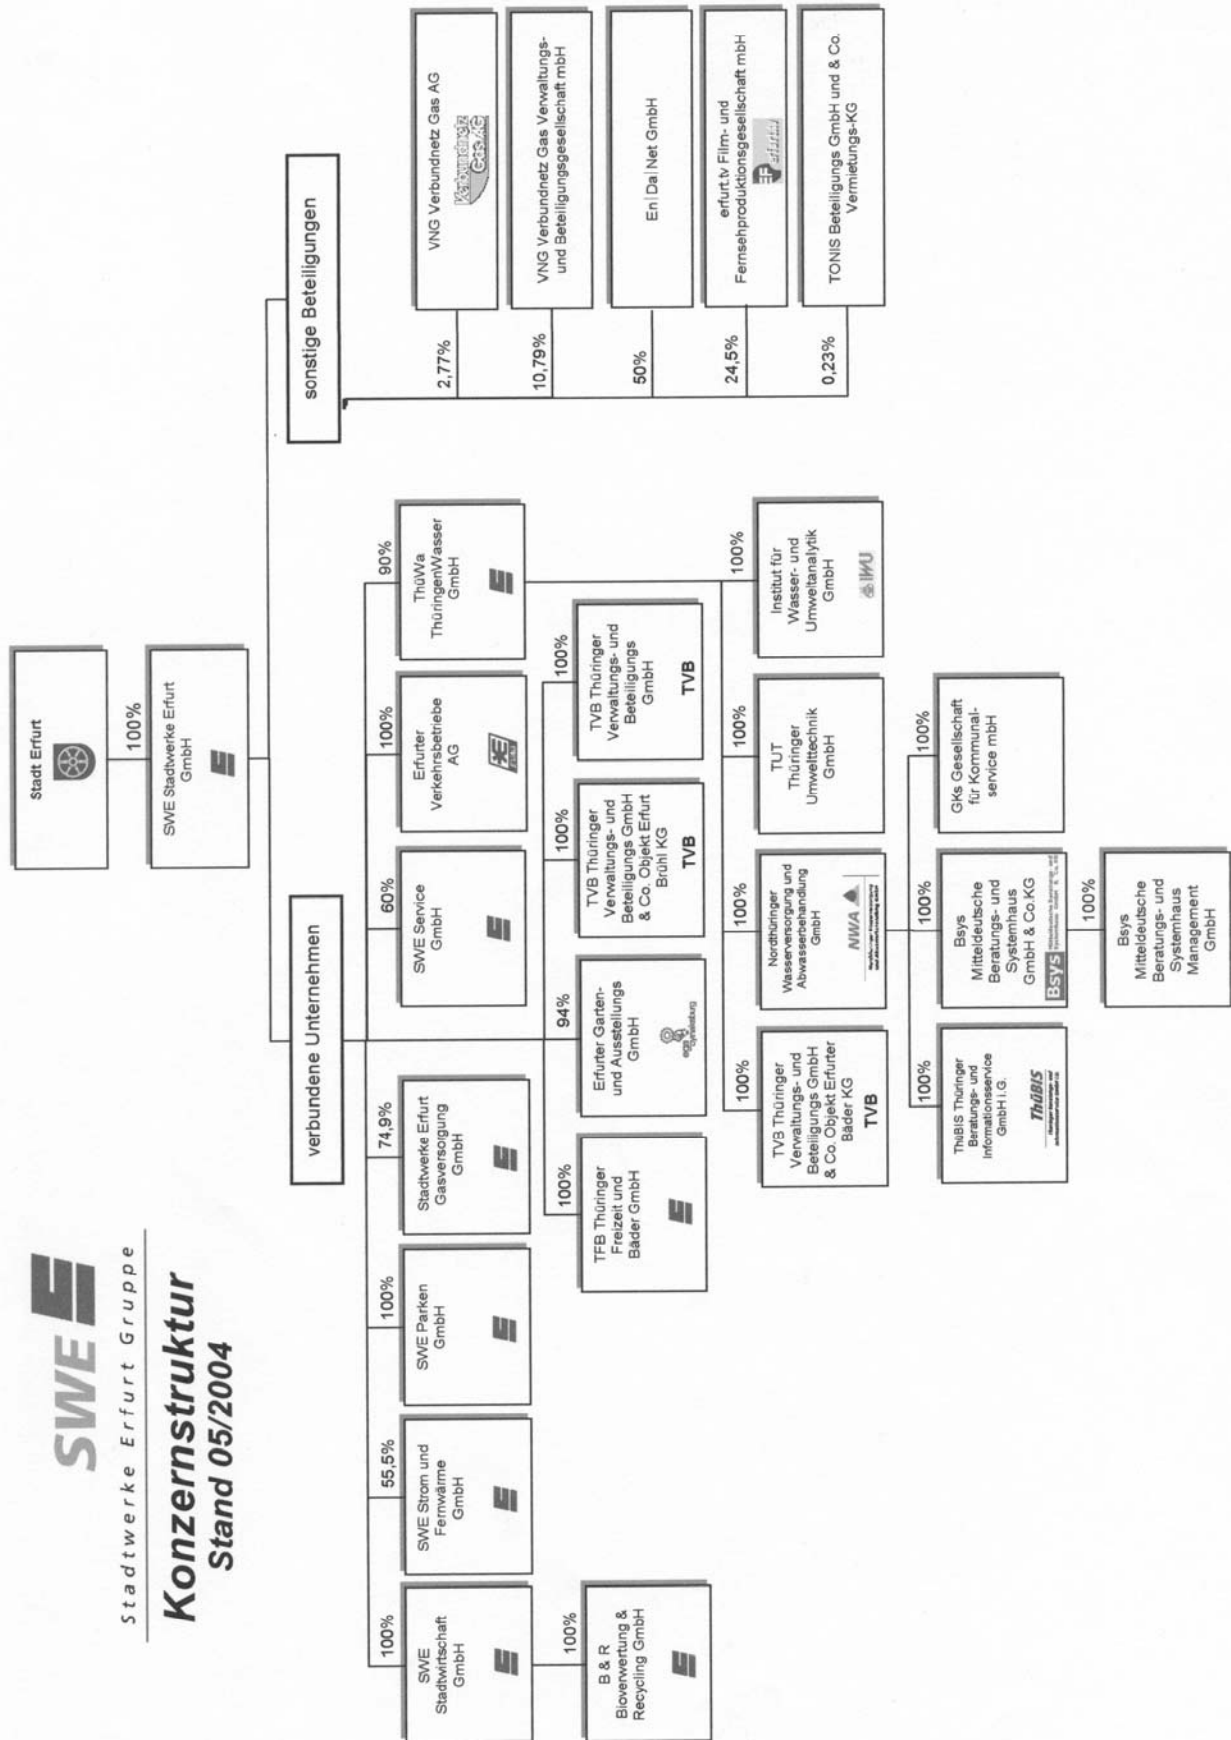 SWE
Stadtwerke Erfurt Gruppe
Konzernstruktur
Stand 05/2004
Stadt Erfurt
100%
SWE Stadtwerke Erfurt
GmbH
verbundene Unternehmen
sonstige Beteiligungen
100%
SWE
Stadtwirtschaft
GmbH
55,5%
SWE Strom und
Fernwärme
GmbH
100%
SWE Parken
GmbH
74,9%
Stadtwerke Erfurt
Gasversorgung
GmbH
60%
SWE Service
GmbH
100%
Erfurter
Verkehrsbetriebe
AG
90%
ThüWa
ThüringenWasser
GmbH
100%
B & R
Bioverwertung &
Recycling GmbH
100%
TFB Thüringer
Freizeit und
Bäder GmbH
94%
Erfurter Garten-
und Ausstellungs
GmbH
ega
cyriaksburg
100%
TVB Thüringer
Verwaltungs- und
Beteiligungs GmbH
& Co. Objekt Erfurt
Brühl KG
TVB
100%
TVB Thüringer
Verwaltungs- und
Beteiligungs
GmbH
TVB
100%
TVB Thüringer
Verwaltungs- und
Beteiligungs GmbH
& Co. Objekt Erfurter
Bäder KG
TVB
100%
Nordthüringer
Wasserversorgung und
Abwasserbehandlung
GmbH
NWA
100%
TUT
Thüringer
Umwelttechnik
GmbH
100%
Institut für
Wasser- und
Umweltanalytik
GmbH
IWU
100%
ThüBIS Thüringer
Beratungs- und
Informationsservice
GmbH i.G.
ThüBIS
100%
Bsys
Mitteldeutsche
Beratungs- und
Systemhaus
GmbH & Co.KG
Bsys
100%
GKs Gesellschaft
für Kommunal-
service mbH
100%
Bsys
Mitteldeutsche
Beratungs- und
Systemhaus
Management
GmbH
2,77%
VNG Verbundnetz Gas AG
Verbundnetz
Gas AG
10,79%
VNG Verbundnetz Gas Verwaltungs-
und Beteiligungsgesellschaft mbH
50%
En|Da|Net GmbH
24,5%
erfurt.tv Film- und
Fernsehproduktionsgesellschaft mbH
0,23%
TONIS Beteiligungs GmbH und & Co.
Vermietungs-KG